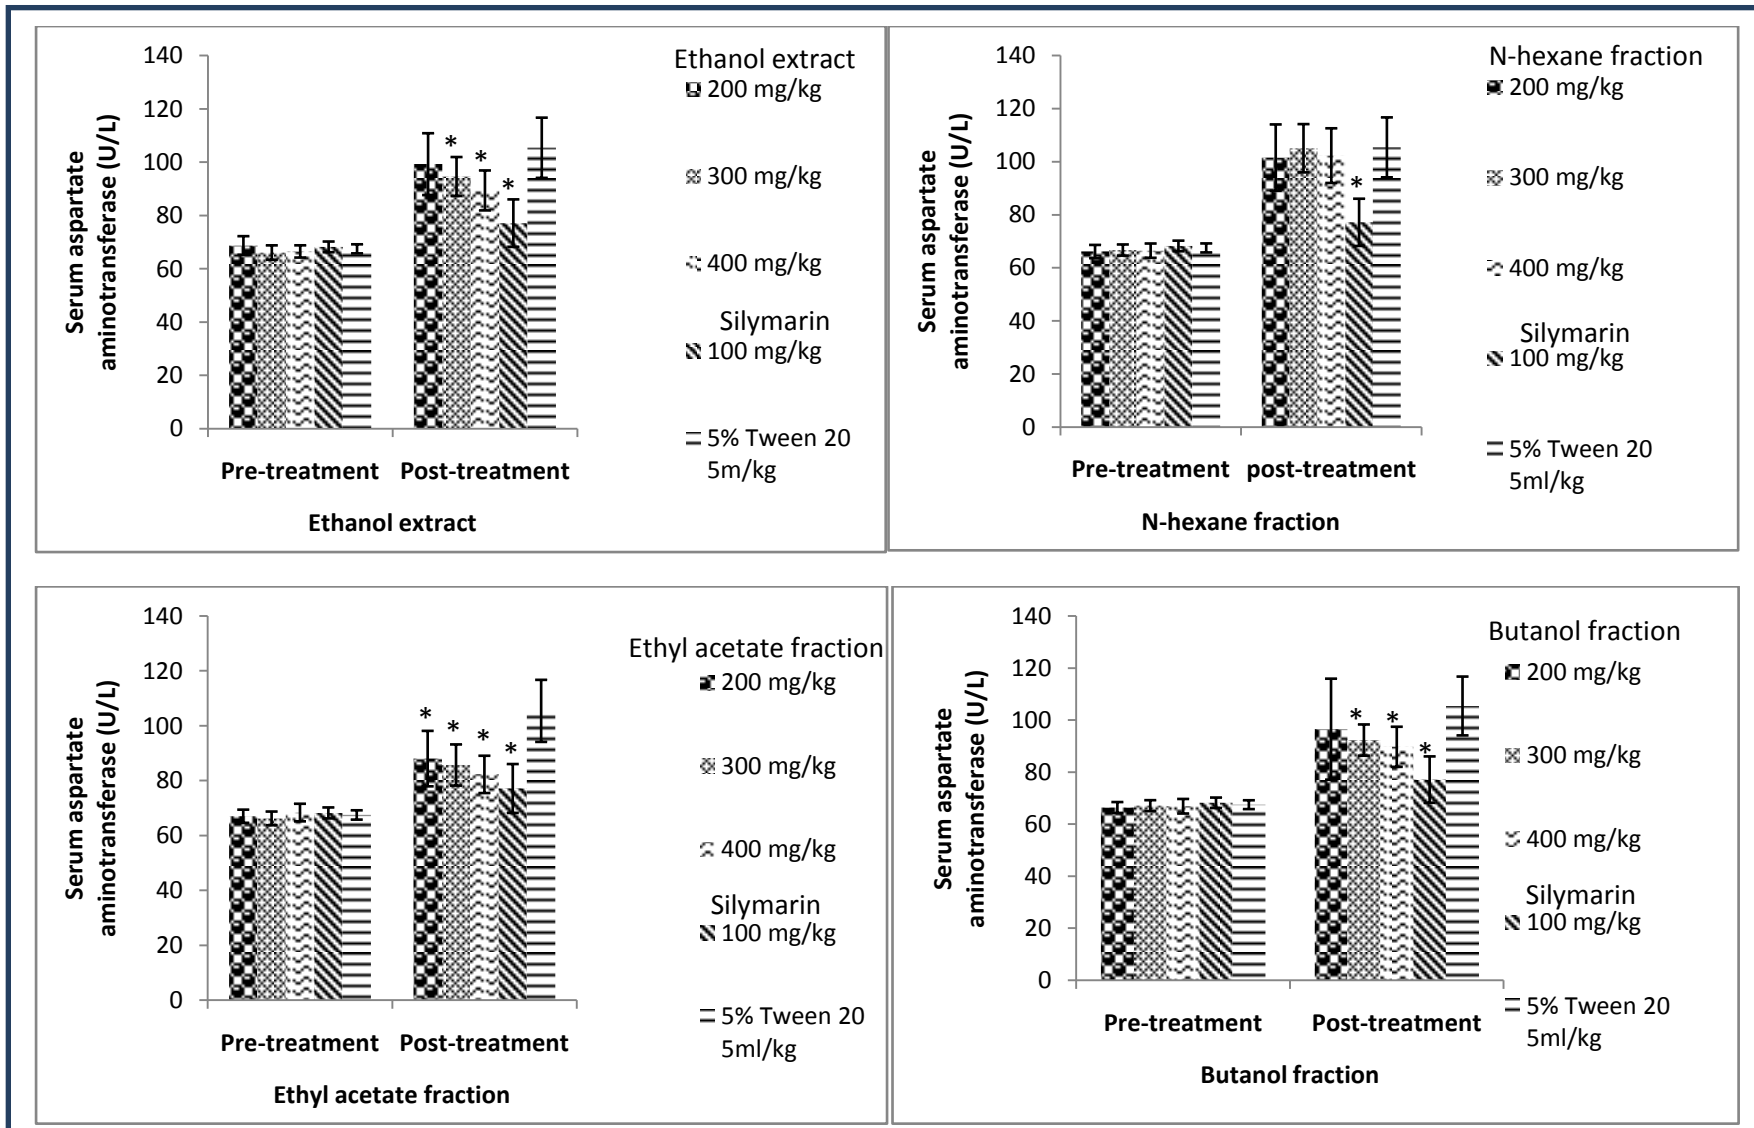 140
120
100
80
60
40
20
0
Serum aspartate
aminotransferase (U/L)
*
*
*
Pre-treatment Post-treatment
Ethanol extract
Ethanol extract
200 mg/kg
300 mg/kg
400 mg/kg
Silymarin
100 mg/kg
5% Tween 20
5m/kg
140
120
100
80
60
40
20
0
Serum aspartate
aminotransferase (U/L)
*
Pre-treatment post-treatment
N-hexane fraction
N-hexane fraction
200 mg/kg
300 mg/kg
400 mg/kg
Silymarin
100 mg/kg
5% Tween 20
5ml/kg
140
120
100
80
60
40
20
0
Serum aspartate
aminotransferase (U/L)
*
*
*
*
Pre-treatment Post-treatment
Ethyl acetate fraction
Ethyl acetate fraction
200 mg/kg
300 mg/kg
400 mg/kg
Silymarin
100 mg/kg
5% Tween 20
5ml/kg
140
120
100
80
60
40
20
0
Serum aspartate
aminotransferase (U/L)
*
*
*
Pre-treatment Post-treatment
Butanol fraction
Butanol fraction
200 mg/kg
300 mg/kg
400 mg/kg
Silymarin
100 mg/kg
5% Tween 20
5ml/kg